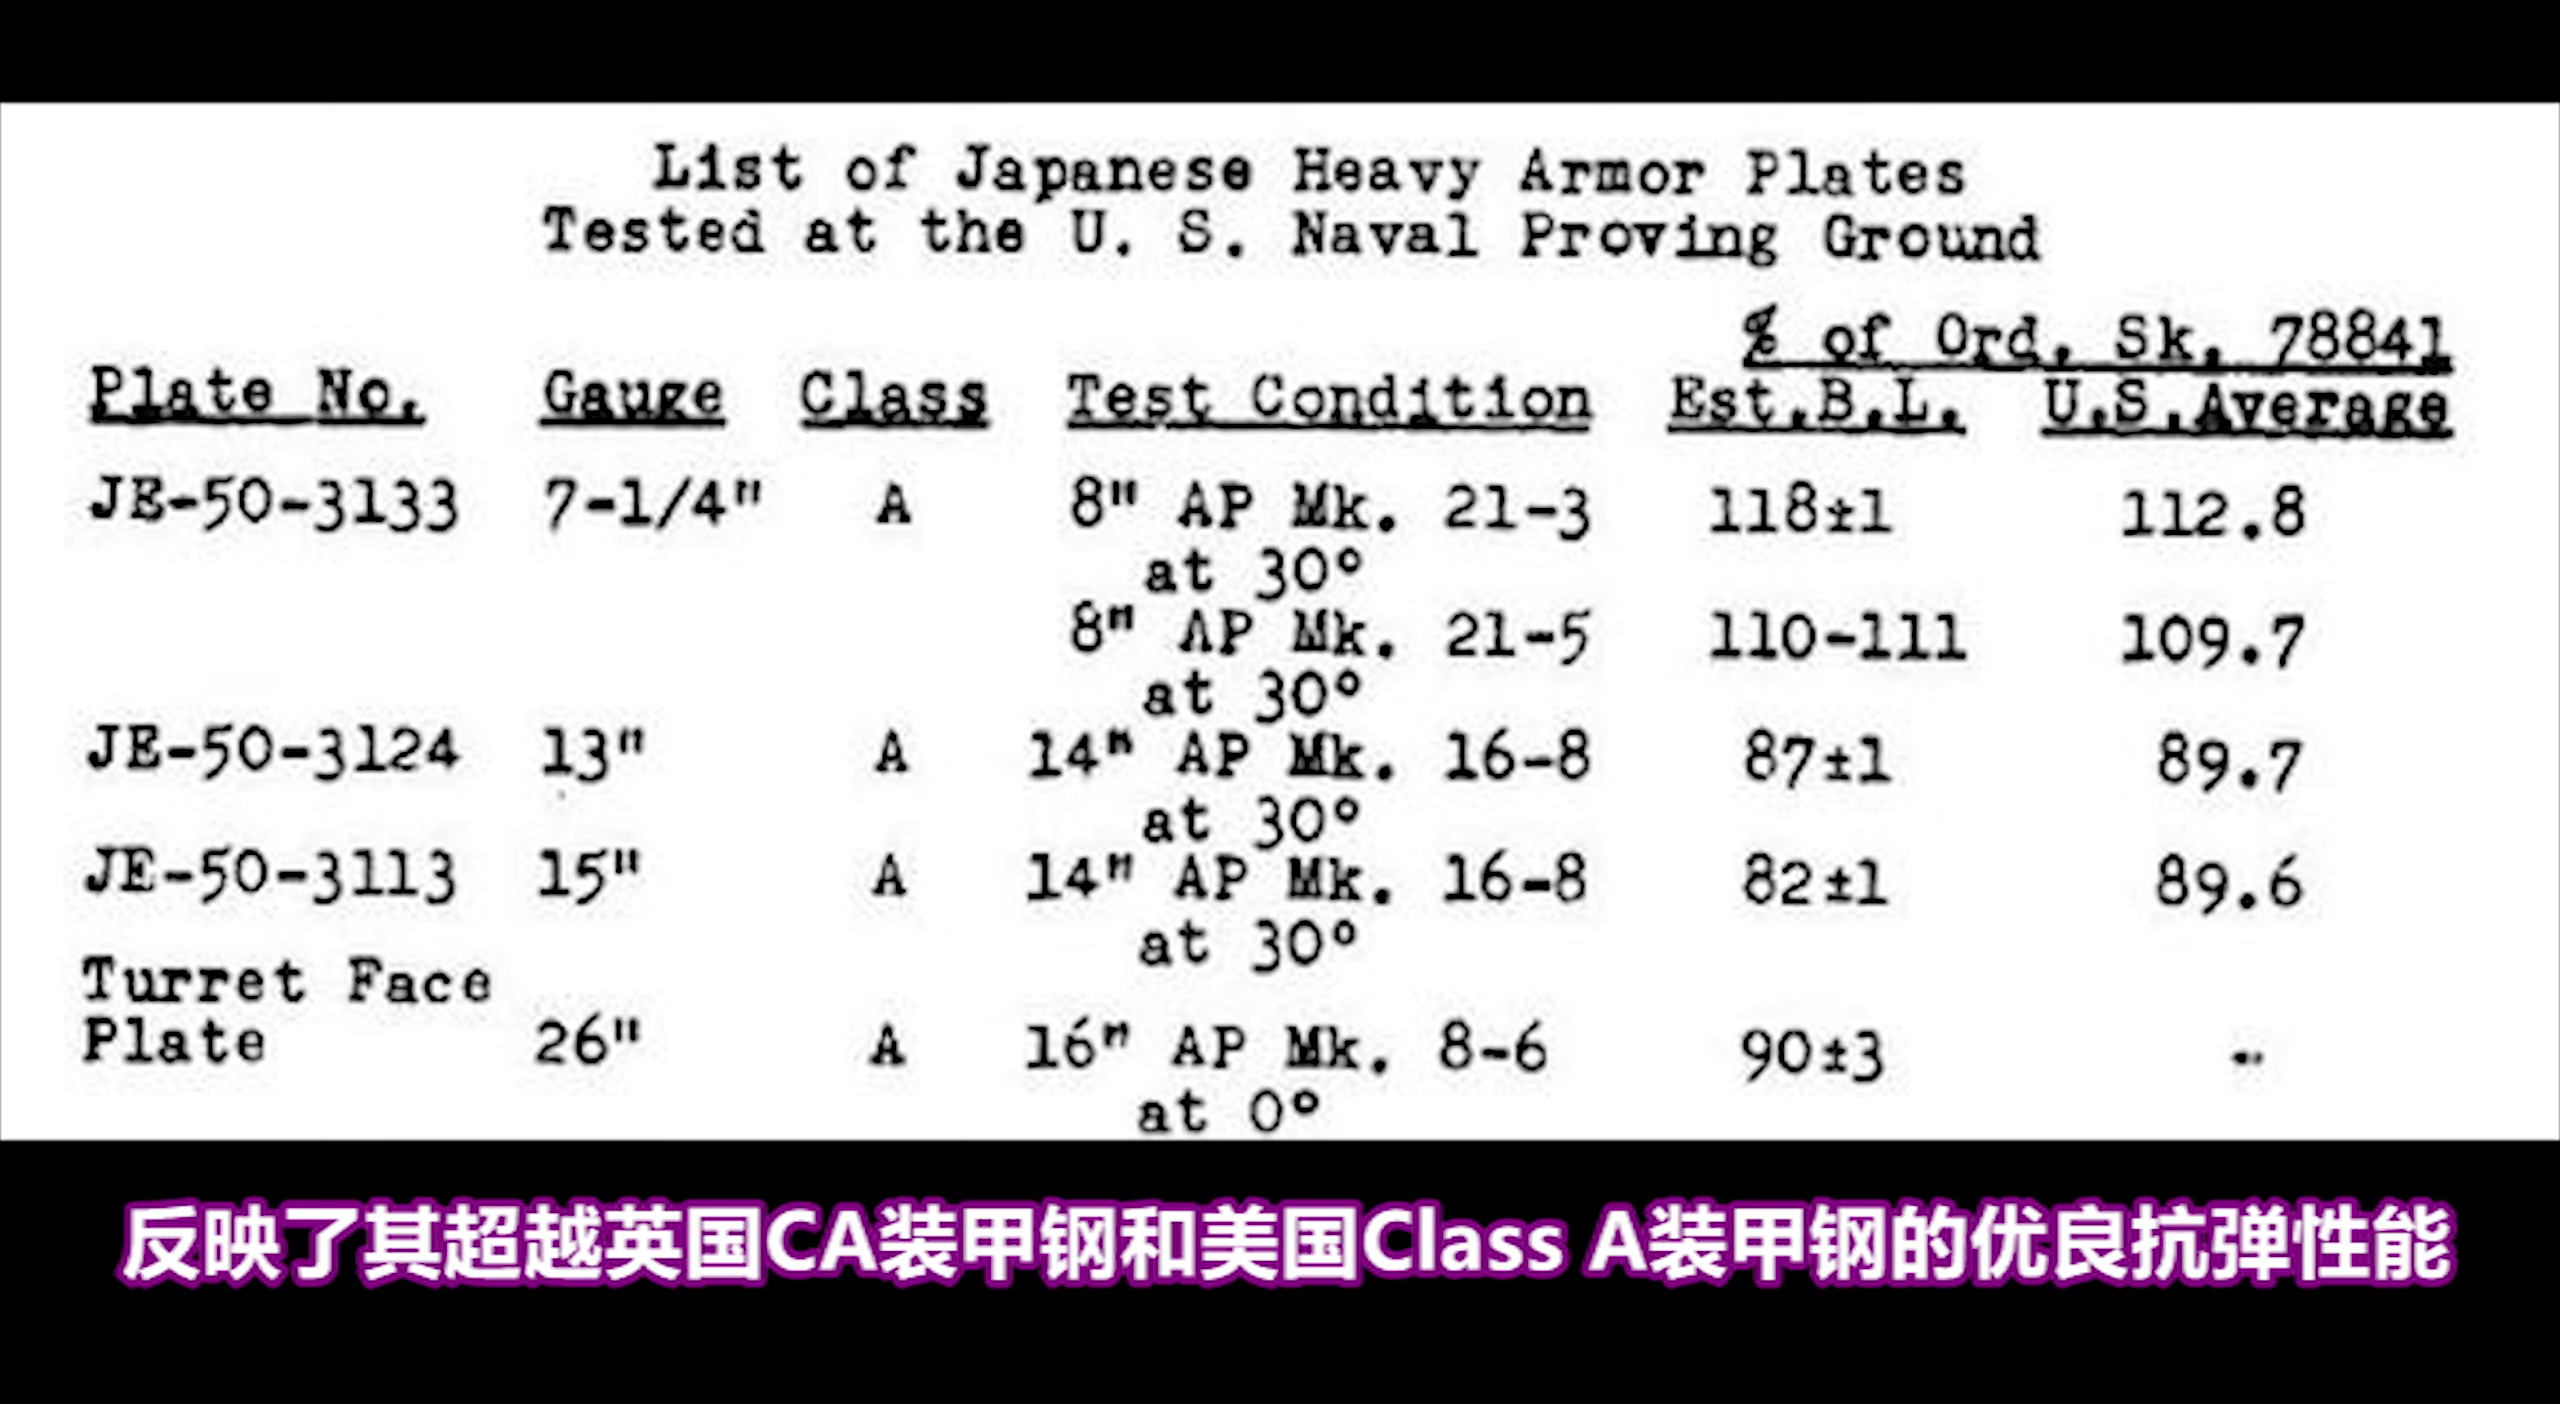 List of Japanese Heavy Armor Plates
Tested at the U. S. Naval Proving Ground
% of Ord. Sk. 78841
Plate No. Gauge Class Test Condition Est.B.L. U.S.Average
JE-50-3133 7-1/4" A 8" AP Mk. 21-3 118±1 112.8
at 30°
8" AP Mk. 21-5 110-111 109.7
at 30°
JE-50-3124 13" A 14" AP Mk. 16-8 87±1 89.7
at 30°
JE-50-3113 15" A 14" AP Mk. 16-8 82±1 89.6
at 30°
Turret Face
Plate 26" A 16" AP Mk. 8-6 90±3 --
at 0°
反映了其超越英国CA装甲钢和美国Class A装甲钢的优良抗弹性能